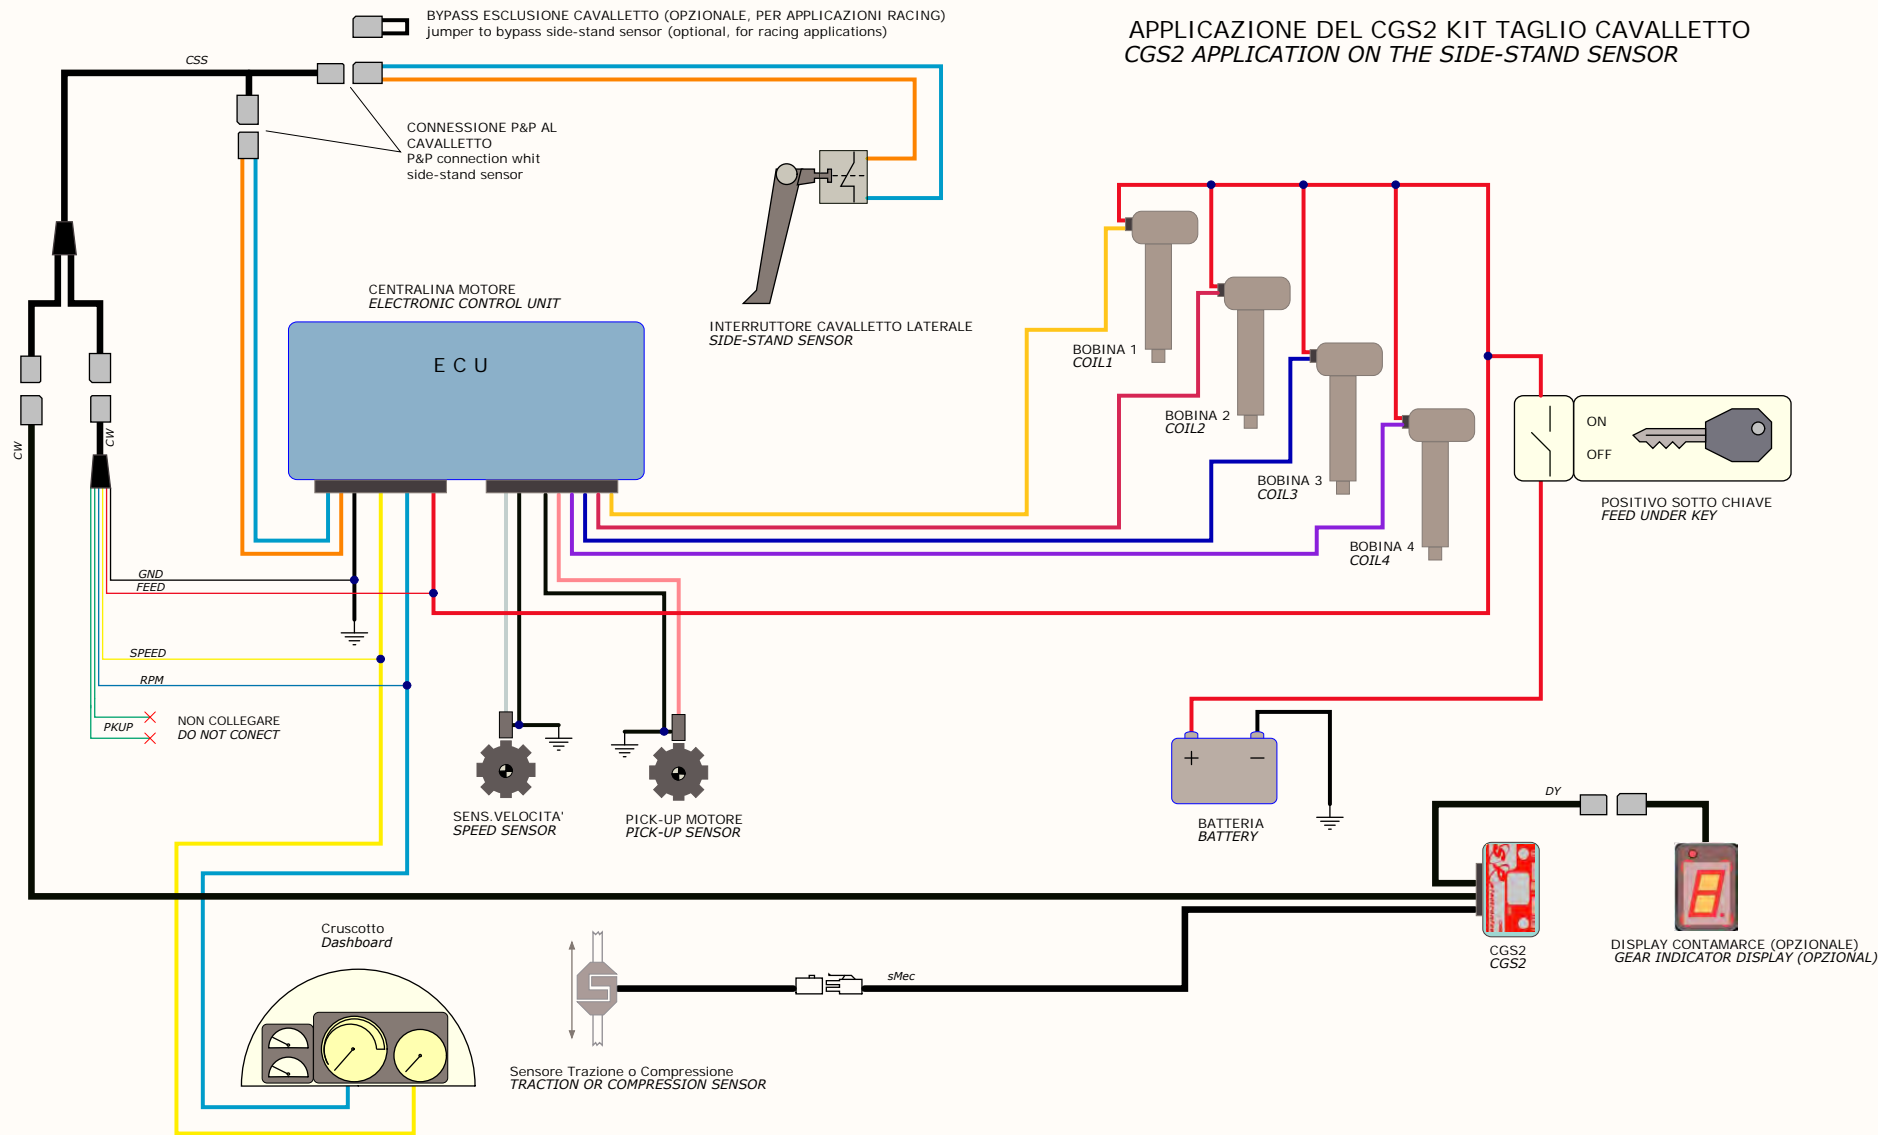 BYPASS ESCLUSIONE CAVALLETTO (OPZIONALE, PER APPLICAZIONI RACING)
jumper to bypass side-stand sensor (optional, for racing applications)
APPLICAZIONE DEL CGS2 KIT TAGLIO CAVALLETTO
CGS2 APPLICATION ON THE SIDE-STAND SENSOR
CSS
CONNESSIONE P&P AL
CAVALLETTO
P&P connection whit
side-stand sensor
CENTRALINA MOTORE
ELECTRONIC CONTROL UNIT
ECU
INTERRUTTORE CAVALLETTO LATERALE
SIDE-STAND SENSOR
BOBINA 1
COIL1
BOBINA 2
COIL2
BOBINA 3
COIL3
BOBINA 4
COIL4
ON
OFF
POSITIVO SOTTO CHIAVE
FEED UNDER KEY
CW
CW
GND
FEED
SPEED
RPM
PKUP
NON COLLEGARE
DO NOT CONECT
SENS.VELOCITA'
SPEED SENSOR
PICK-UP MOTORE
PICK-UP SENSOR
+
−
BATTERIA
BATTERY
DY
CGS2
CGS2
DISPLAY CONTAMARCE (OPZIONALE)
GEAR INDICATOR DISPLAY (OPTIONAL)
Cruscotto
Dashboard
sMec
Sensore Trazione o Compressione
TRACTION OR COMPRESSION SENSOR